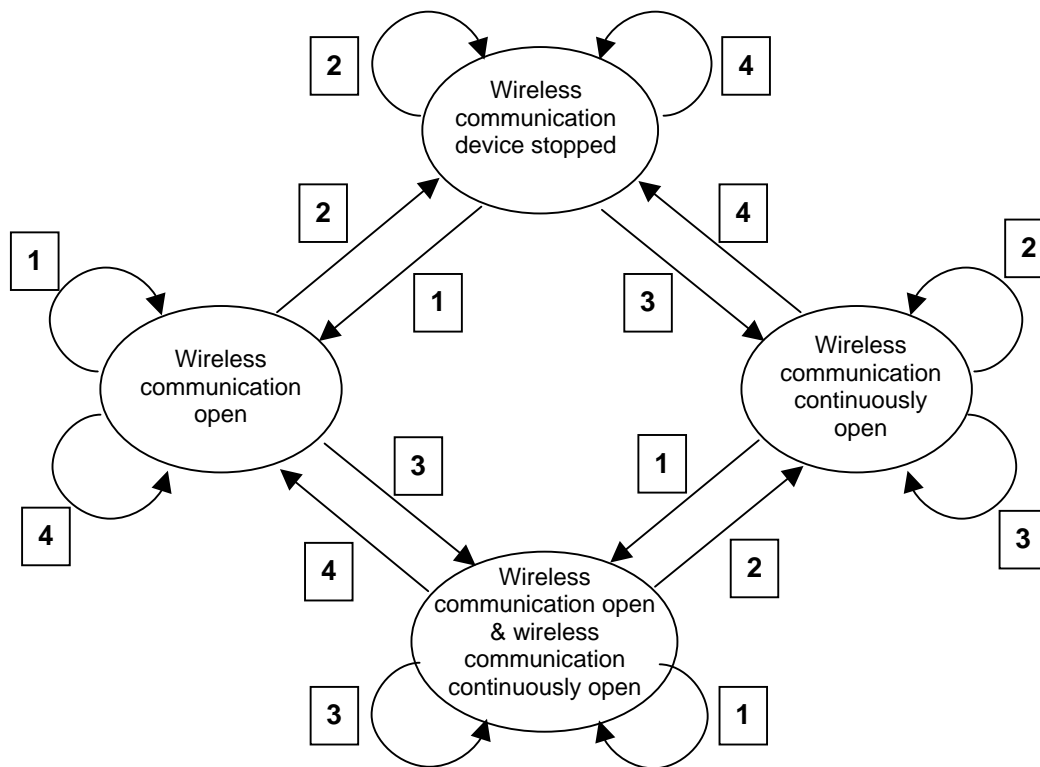 2
4
Wireless
communication
device stopped
2
4
1
2
1
3
Wireless
communication
open
Wireless
communication
continuously
open
3
1
4
4
2
3
Wireless
communication open
& wireless
communication
continuously open
3
1